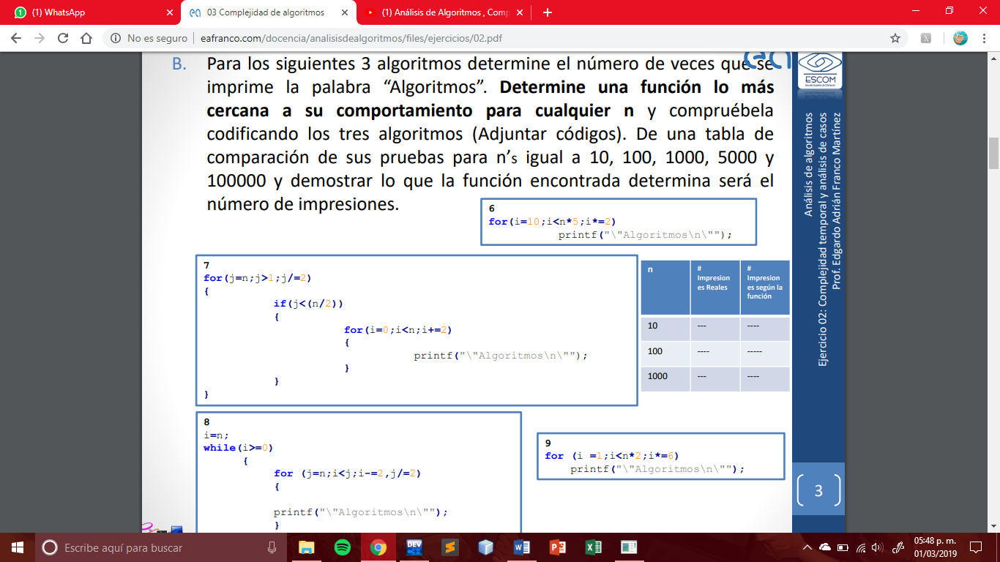 (1) WhatsApp
03 Complejidad de algoritmos
(1) Análisis de Algoritmos , Comp
No es seguro | eafranco.com/docencia/analisisdealgoritmos/files/ejercicios/02.pdf
B. Para los siguientes 3 algoritmos determine el número de veces que se
imprime la palabra “Algoritmos”. Determine una función lo más
cercana a su comportamiento para cualquier n y compruébela
codificando los tres algoritmos (Adjuntar códigos). De una tabla de
comparación de sus pruebas para n’s igual a 10, 100, 1000, 5000 y
100000 y demostrar lo que la función encontrada determina será el
número de impresiones.
ESCOM
6
for(i=10;i<n*5;i*=2)
printf("\"Algoritmos\n\"");
7
for(j=n;j>1;j/=2)
{
if(j<(n/2))
{
for(i=0;i<n;i+=2)
{
printf("\"Algoritmos\n\"");
}
}
}
n
#
Impresion
es Reales
#
Impresion
es según la
función
10 --- ----
100 ---- -----
1000 --- ----
8
i=n;
while(i>=0)
{
for (j=n;i<j;i-=2,j/=2)
{
printf("\"Algoritmos\n\"");
}
9
for (i =1;i<n*2;i*=6)
printf("\"Algoritmos\n\"");
Análisis de algoritmos
Ejercicio 02: Complejidad temporal y análisis de casos
Prof. Edgardo Adrián Franco Martínez
3
Escribe aquí para buscar
DEV
05:48 p. m.
01/03/2019